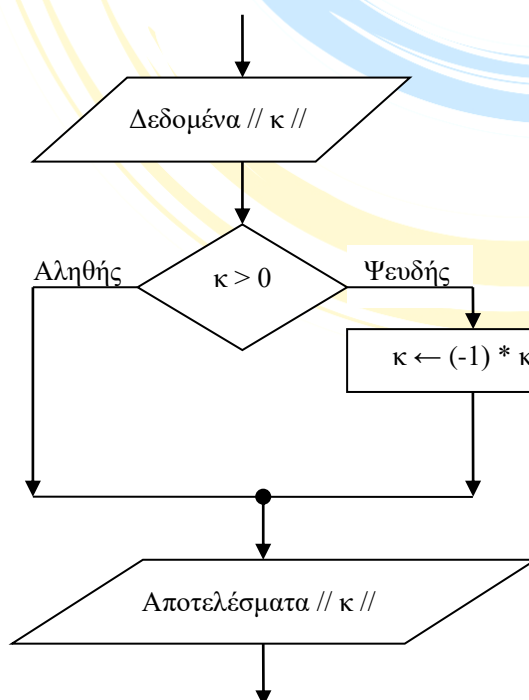 Δεδομένα // κ //
Αληθής
κ > 0
Ψευδής
κ ← (-1) * κ
Αποτελέσματα // κ //